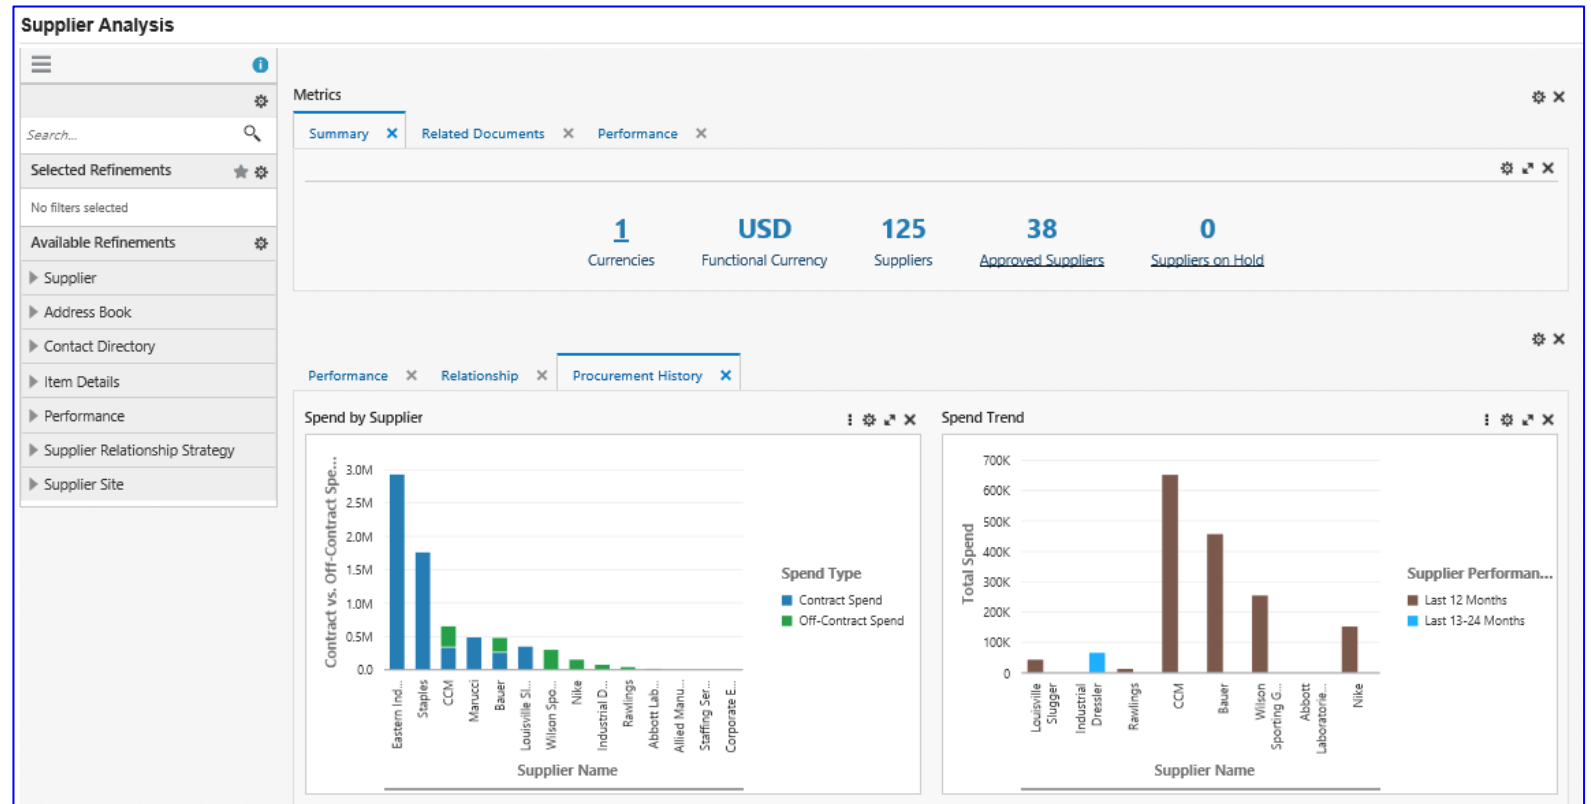 Supplier Analysis
Search...
Selected Refinements
No filters selected
Available Refinements
Supplier
Address Book
Contact Directory
Item Details
Performance
Supplier Relationship Strategy
Supplier Site
Metrics
Summary Related Documents Performance
1 USD 125 38 0
Currencies Functional Currency Suppliers Approved Suppliers Suppliers on Hold
Performance Relationship Procurement History
Spend by Supplier
Contract vs. Off-Contract Spe...
3.0M
2.5M
2.0M
1.5M
1.0M
0.5M
0.0
Eastern Ind...
Staples
CCM
Marucci
Bauer
Louisville Sl...
Wilson Spo...
Nike
Industrial D...
Rawlings
Abbott Lab...
Allied Manu...
Staffing Ser...
Corporate E...
Supplier Name
Spend Type
Contract Spend
Off-Contract Spend
Spend Trend
Total Spend
700K
600K
500K
400K
300K
200K
100K
0
Louisville
Slugger
Industrial
Dressler
Rawlings
CCM
Bauer
Wilson
Sporting G...
Abbott
Laboratorie...
Nike
Supplier Name
Supplier Performan...
Last 12 Months
Last 13-24 Months